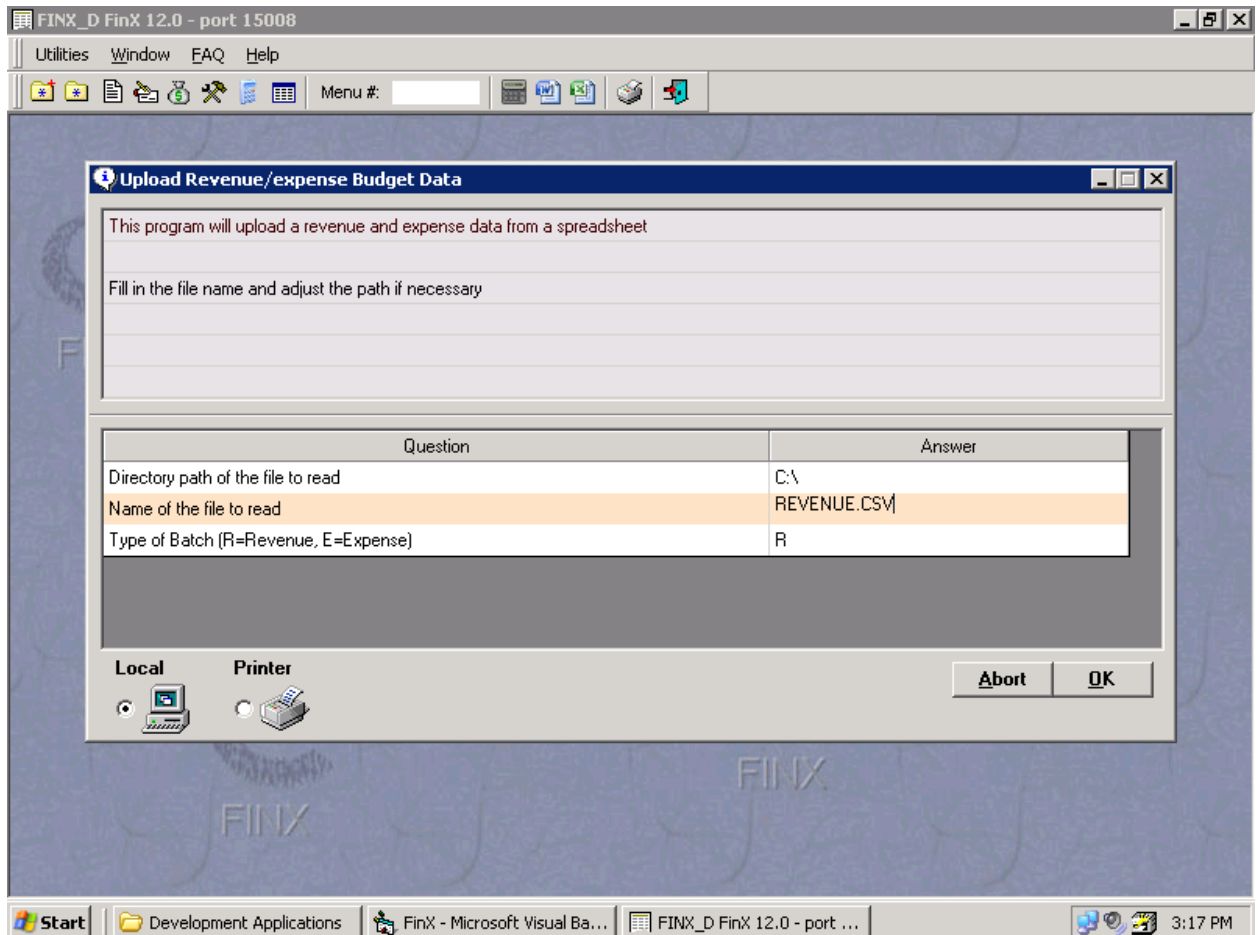 FINX_D FinX 12.0 - port 15008
Utilities Window FAQ Help
Menu #:
Upload Revenue/expense Budget Data
This program will upload a revenue and expense data from a spreadsheet
Fill in the file name and adjust the path if necessary
Question Answer
Directory path of the file to read C:\
Name of the file to read REVENUE.CSV
Type of Batch (R=Revenue, E=Expense) R
Local Printer
Abort OK
FINX
FINX
Start Development Applications FinX - Microsoft Visual Ba... FINX_D FinX 12.0 - port ... 3:17 PM